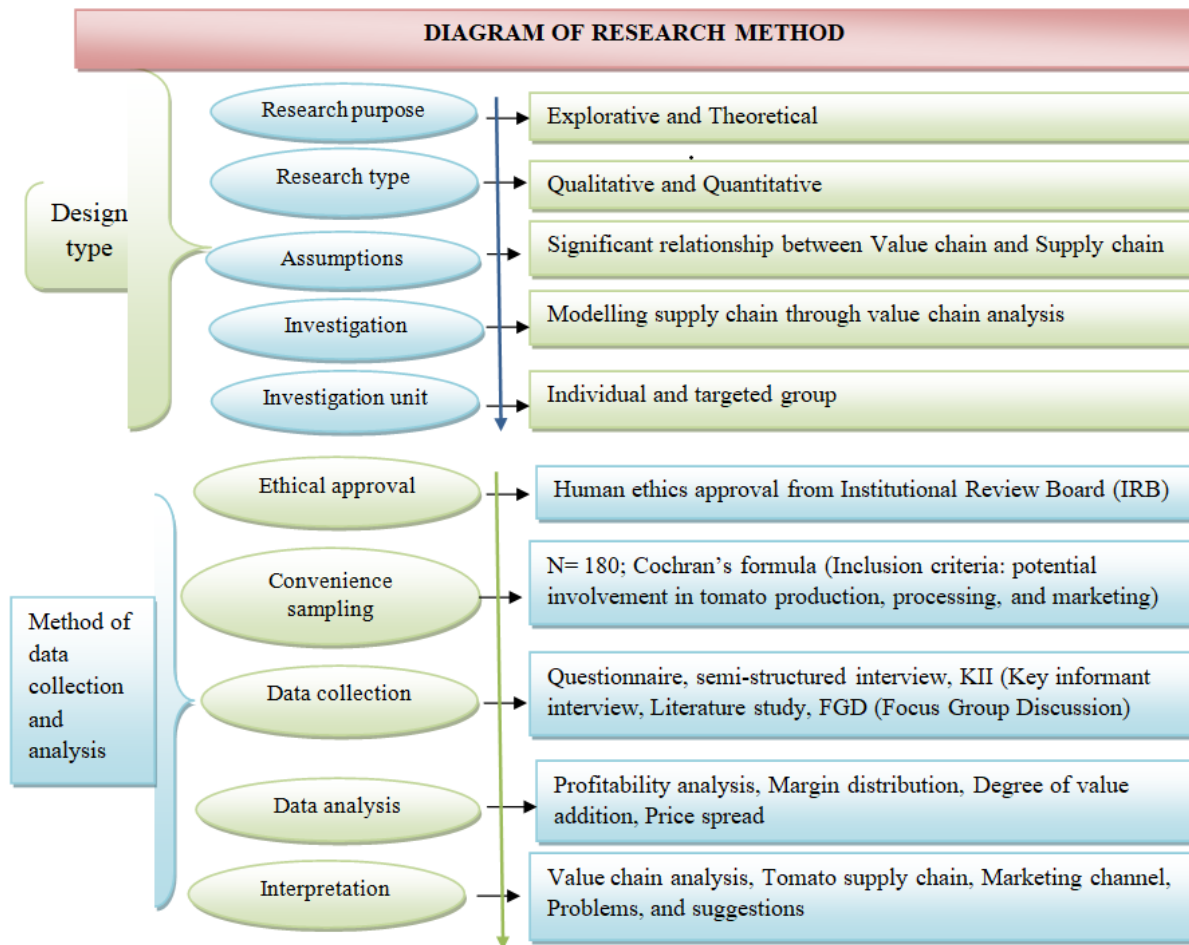 DIAGRAM OF RESEARCH METHOD
Design
type
Research purpose
Explorative and Theoretical
Research type
Qualitative and Quantitative
Assumptions
Significant relationship between Value chain and Supply chain
Investigation
Modelling supply chain through value chain analysis
Investigation unit
Individual and targeted group
Method of
data
collection
and
analysis
Ethical approval
Human ethics approval from Institutional Review Board (IRB)
Convenience
sampling
N= 180; Cochran’s formula (Inclusion criteria: potential
involvement in tomato production, processing, and marketing)
Data collection
Questionnaire, semi-structured interview, KII (Key informant
interview, Literature study, FGD (Focus Group Discussion)
Data analysis
Profitability analysis, Margin distribution, Degree of value
addition, Price spread
Interpretation
Value chain analysis, Tomato supply chain, Marketing channel,
Problems, and suggestions